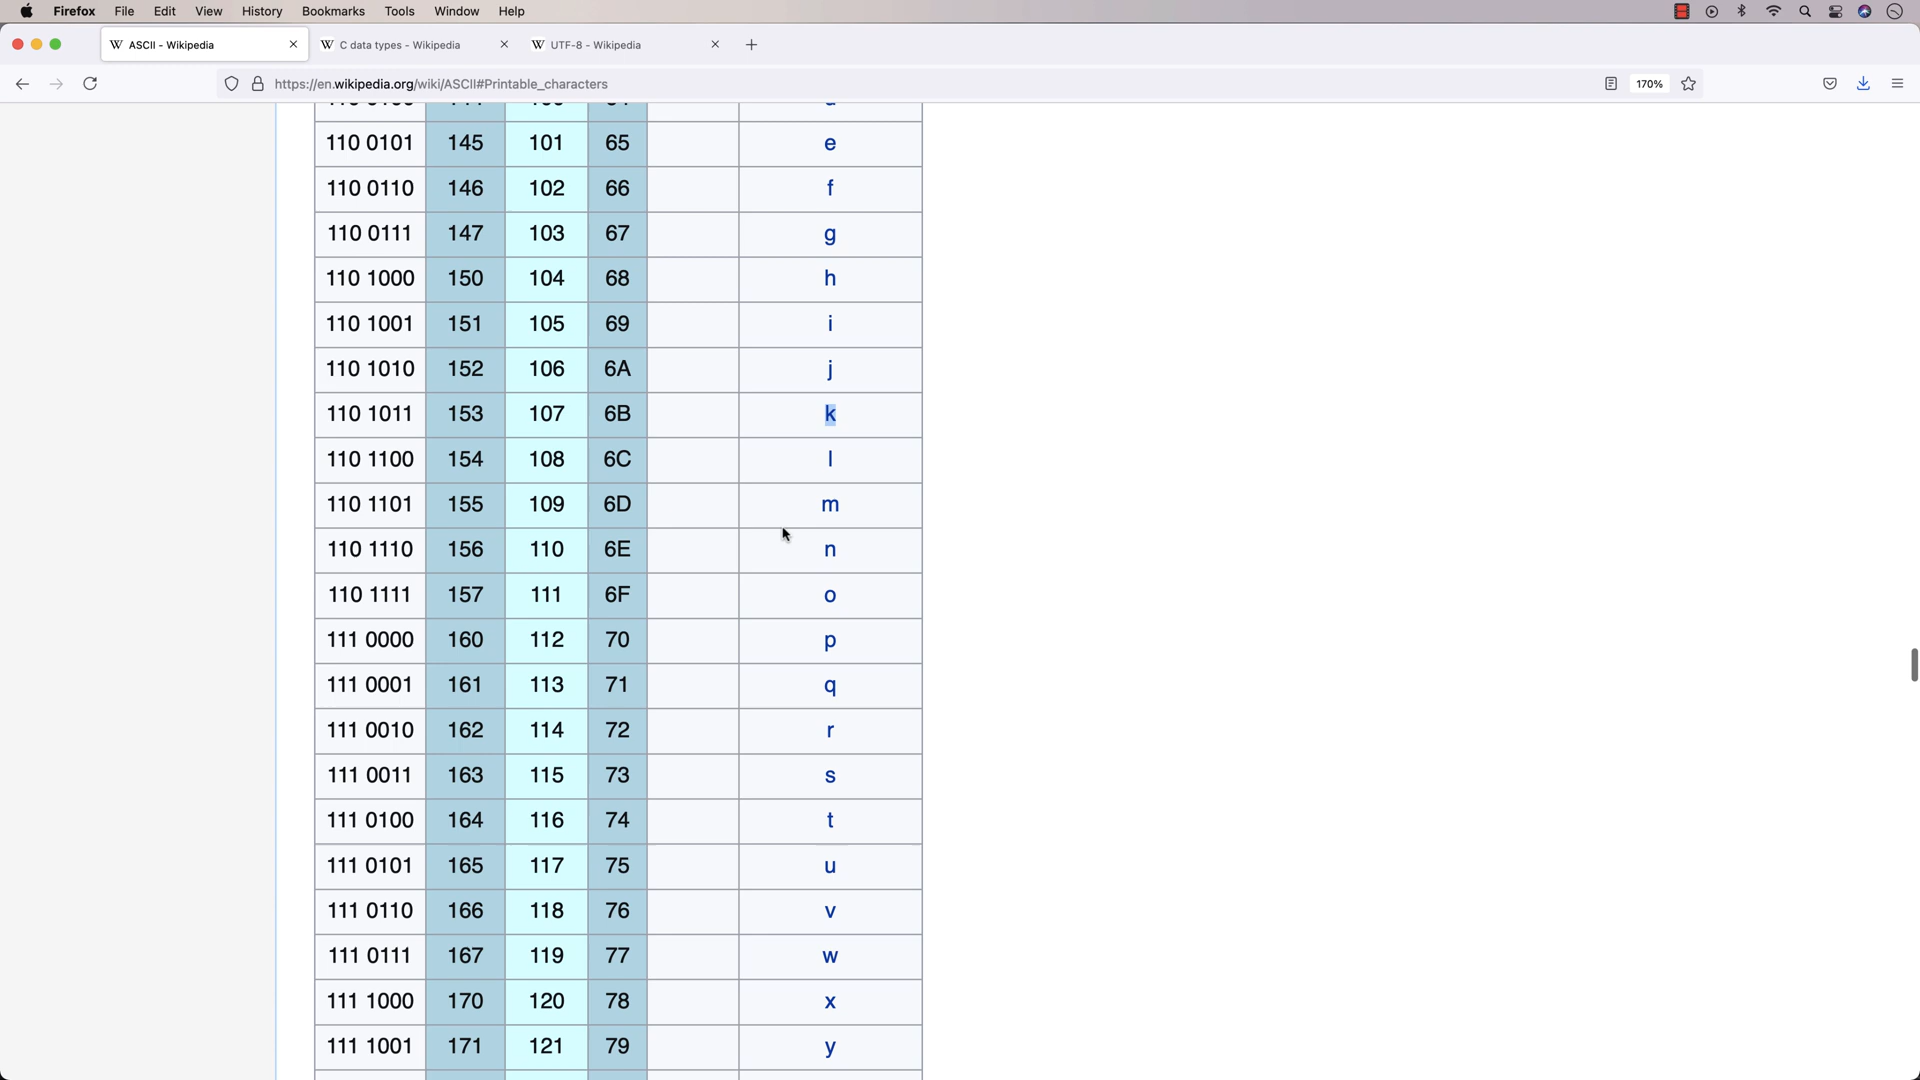 Firefox File Edit View History Bookmarks Tools Window Help
ASCII - Wikipedia C data types - Wikipedia UTF-8 - Wikipedia
https://en.wikipedia.org/wiki/ASCII#Printable_characters 170%
110 0101 145 101 65 e
110 0110 146 102 66 f
110 0111 147 103 67 g
110 1000 150 104 68 h
110 1001 151 105 69 i
110 1010 152 106 6A j
110 1011 153 107 6B k
110 1100 154 108 6C l
110 1101 155 109 6D m
110 1110 156 110 6E n
110 1111 157 111 6F o
111 0000 160 112 70 p
111 0001 161 113 71 q
111 0010 162 114 72 r
111 0011 163 115 73 s
111 0100 164 116 74 t
111 0101 165 117 75 u
111 0110 166 118 76 v
111 0111 167 119 77 w
111 1000 170 120 78 x
111 1001 171 121 79 y